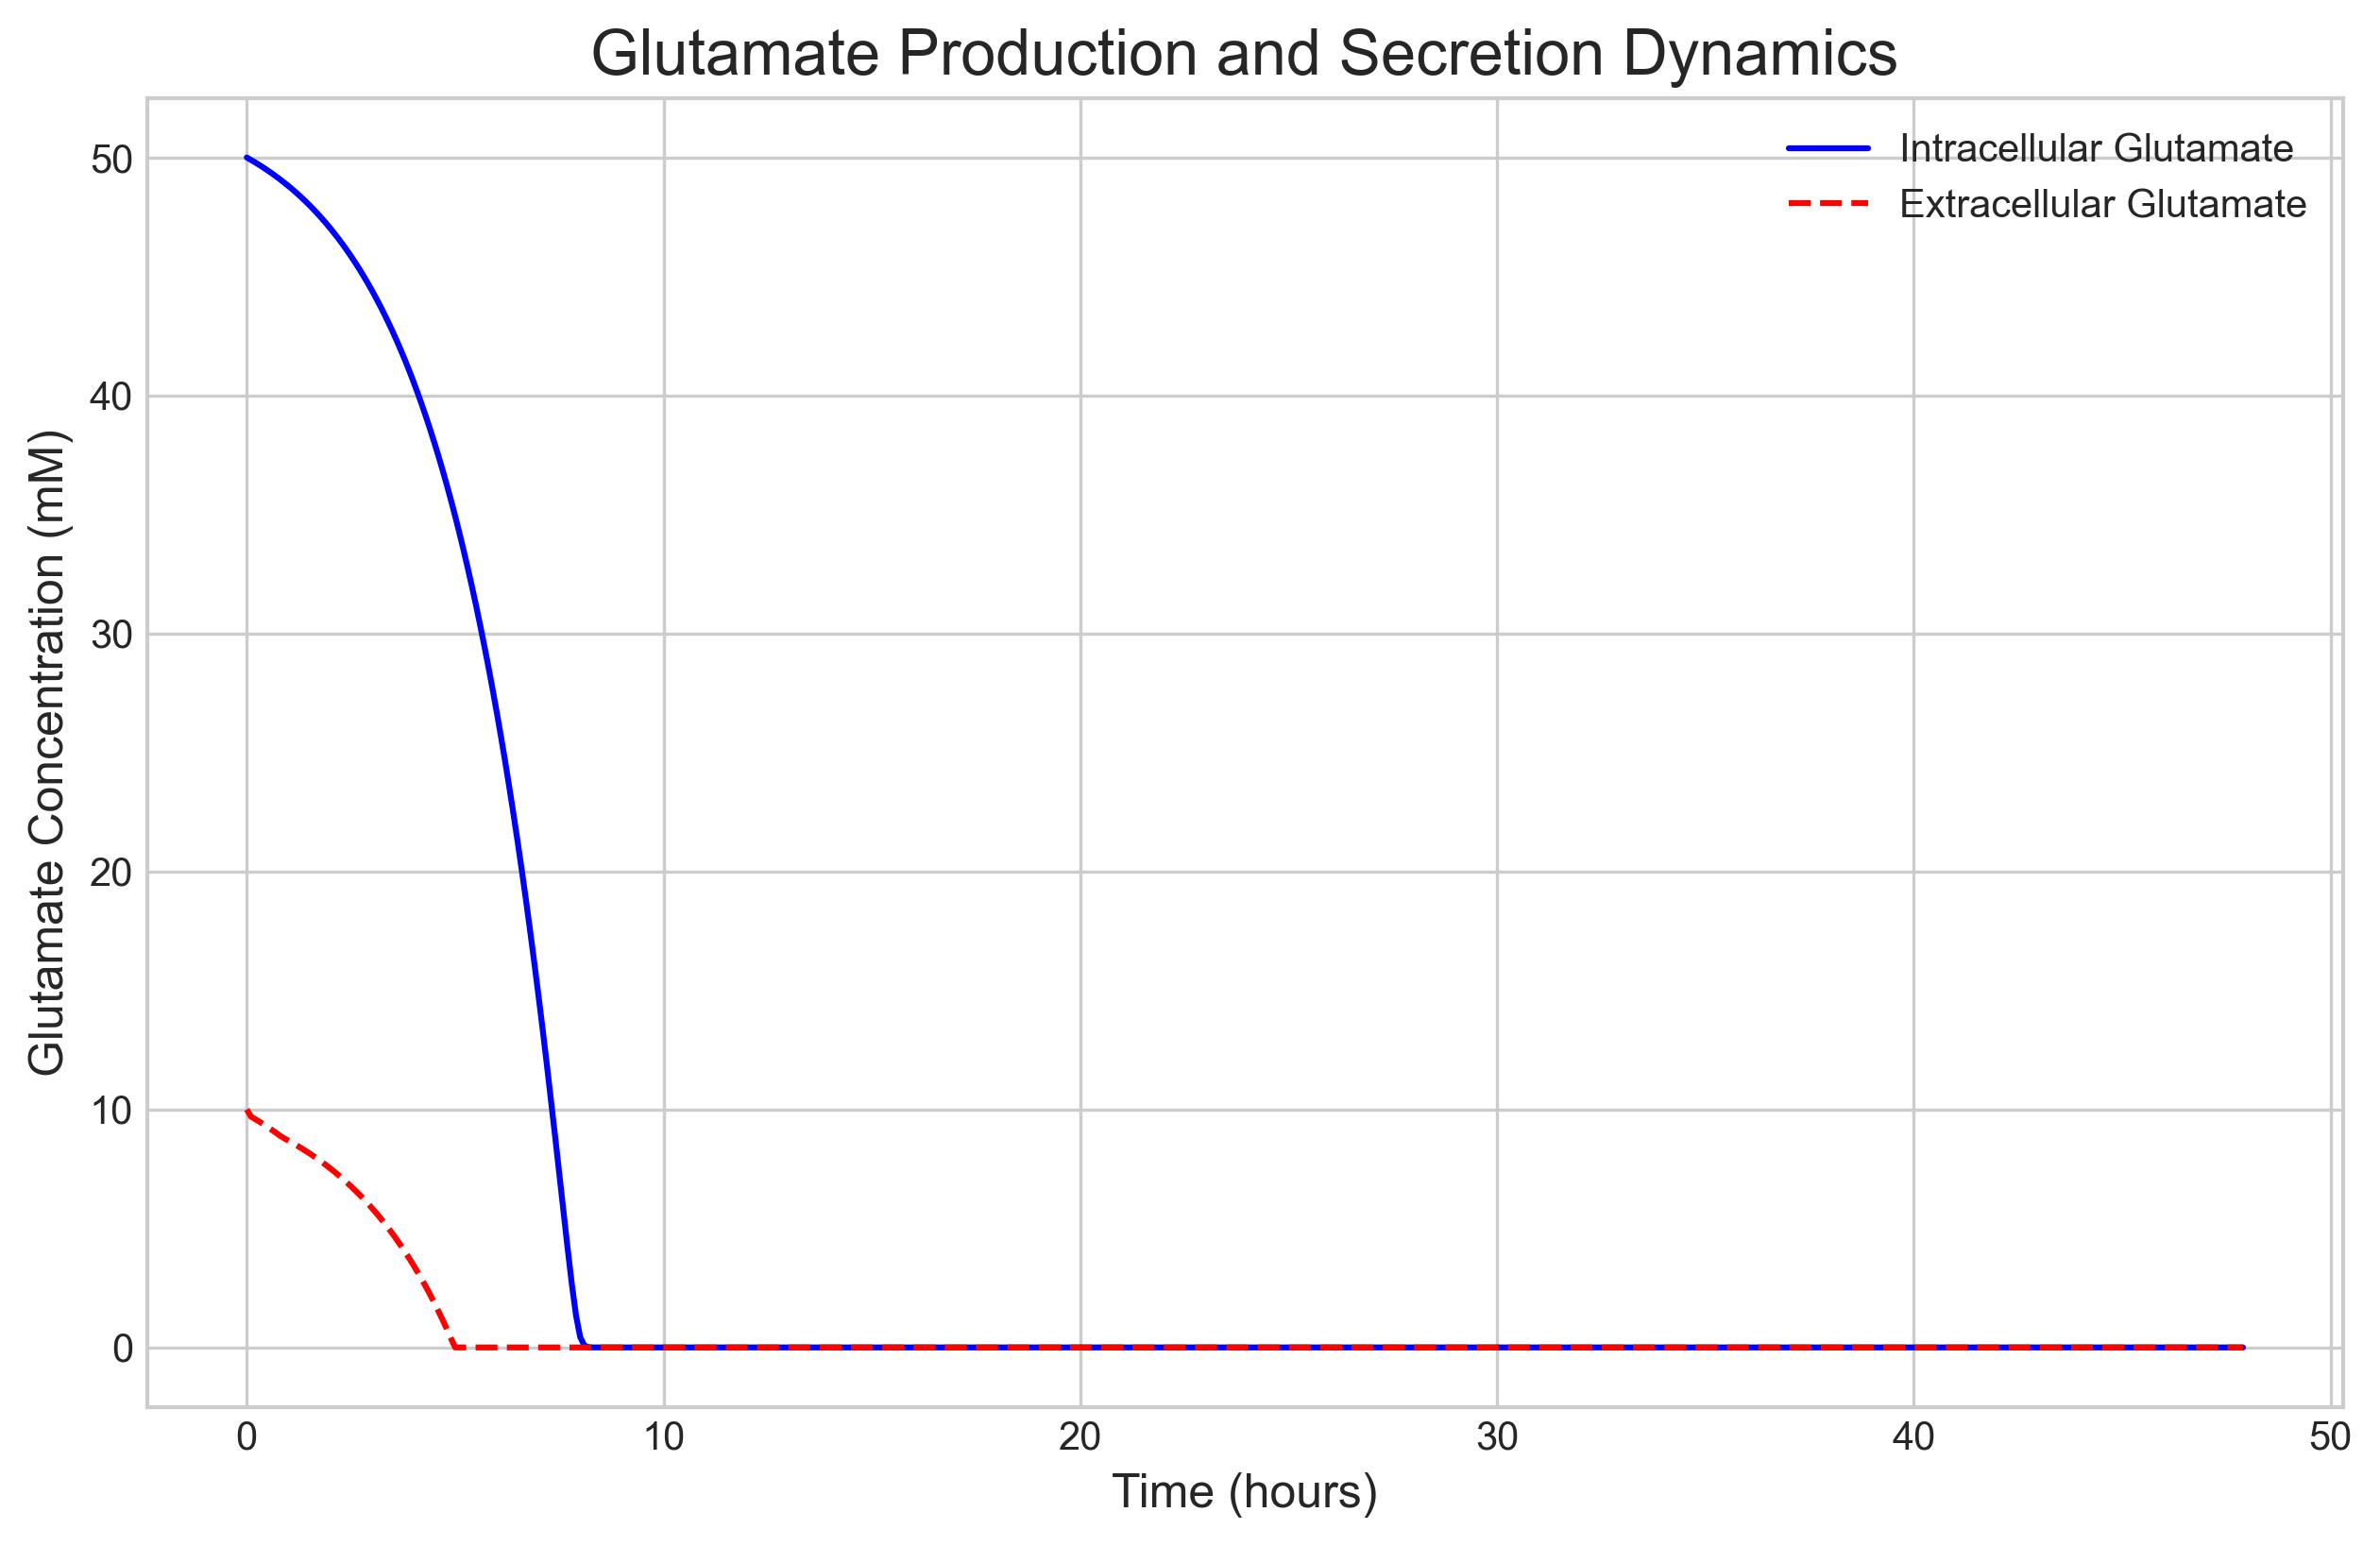 Glutamate Production and Secretion Dynamics
Intracellular Glutamate
Extracellular Glutamate
Glutamate Concentration (mM)
50
40
30
20
10
0
0 10 20 30 40 50
Time (hours)